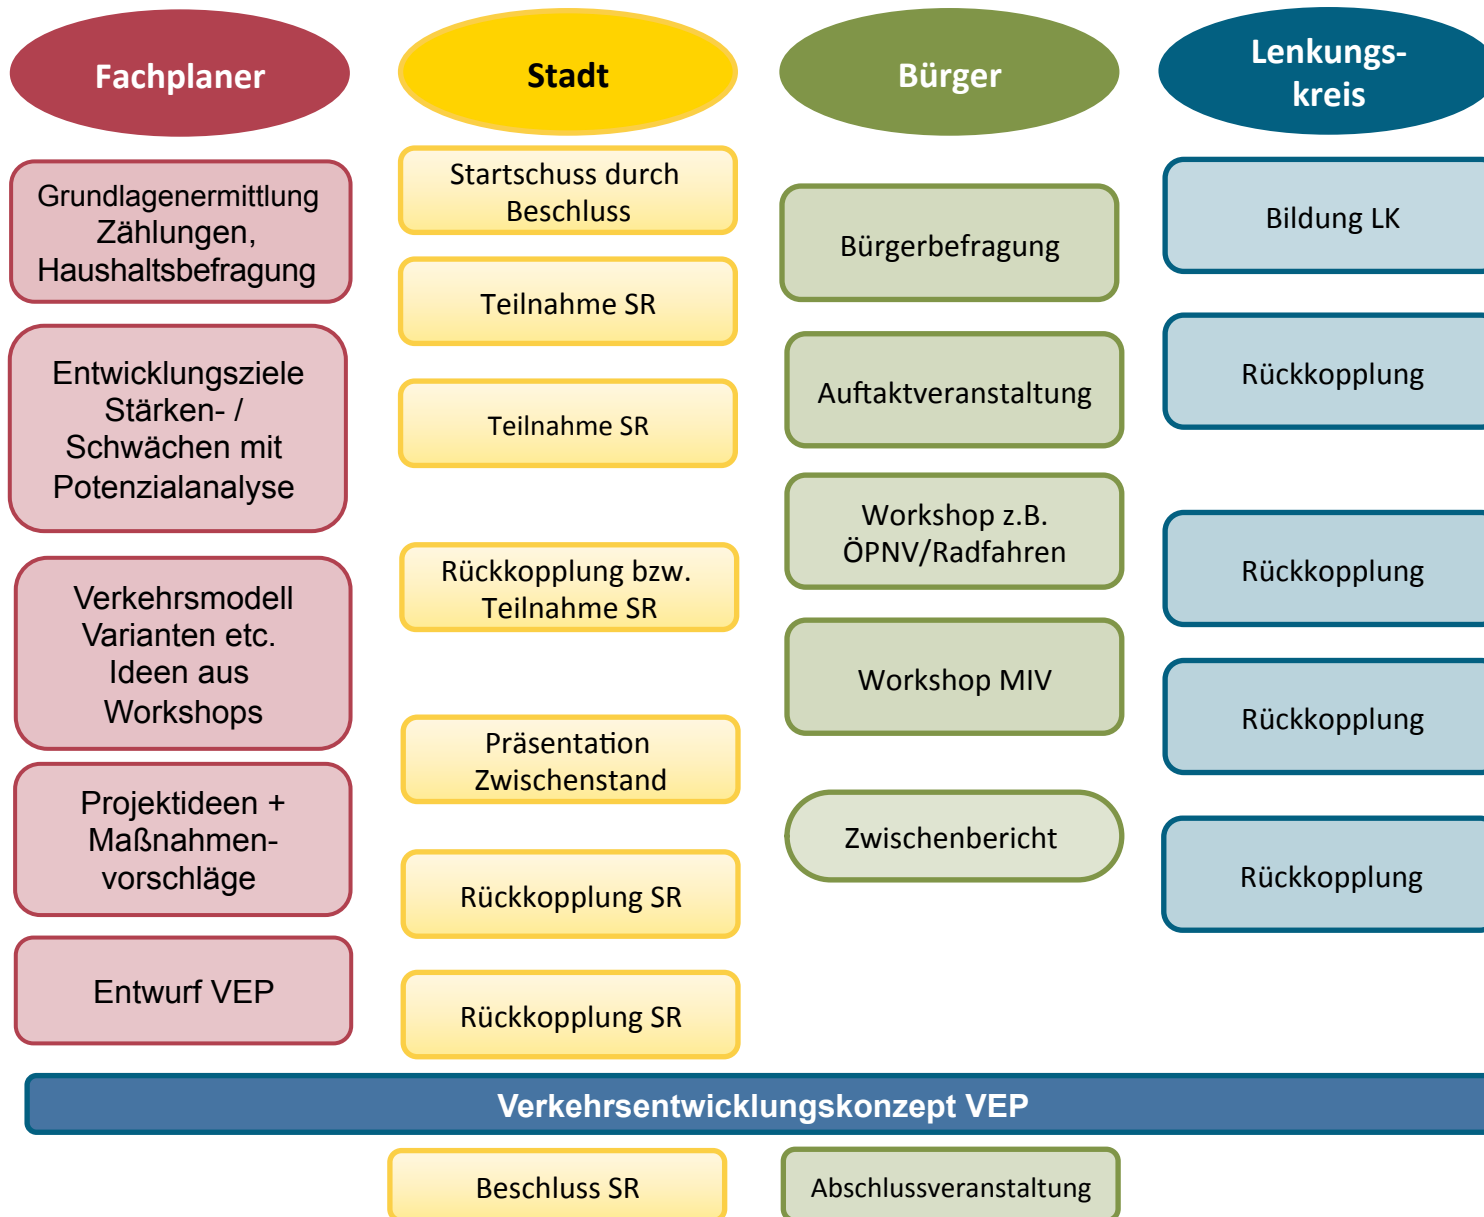 Fachplaner
Grundlagenermittlung
Zählungen,
Haushaltsbefragung
Entwicklungsziele
Stärken- /
Schwächen mit
Potenzialanalyse
Verkehrsmodell
Varianten etc.
Ideen aus
Workshops
Projektideen +
Maßnahmen-
vorschläge
Entwurf VEP
Stadt
Startschuss durch
Beschluss
Teilnahme SR
Teilnahme SR
Rückkopplung bzw.
Teilnahme SR
Präsentation
Zwischenstand
Rückkopplung SR
Rückkopplung SR
Bürger
Bürgerbefragung
Auftaktveranstaltung
Workshop z.B.
ÖPNV/Radfahren
Workshop MIV
Zwischenbericht
Lenkungs-
kreis
Bildung LK
Rückkopplung
Rückkopplung
Rückkopplung
Rückkopplung
Verkehrsentwicklungskonzept VEP
Beschluss SR
Abschlussveranstaltung